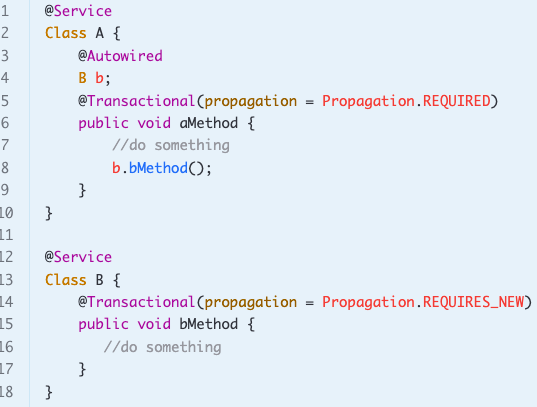 1 @Service
2 Class A {
3     @Autowired
4     B b;
5     @Transactional(propagation = Propagation.REQUIRED)
6     public void aMethod {
7         //do something
8         b.bMethod();
9     }
10 }
11
12 @Service
13 Class B {
14     @Transactional(propagation = Propagation.REQUIRES_NEW)
15     public void bMethod {
16        //do something
17     }
18 }